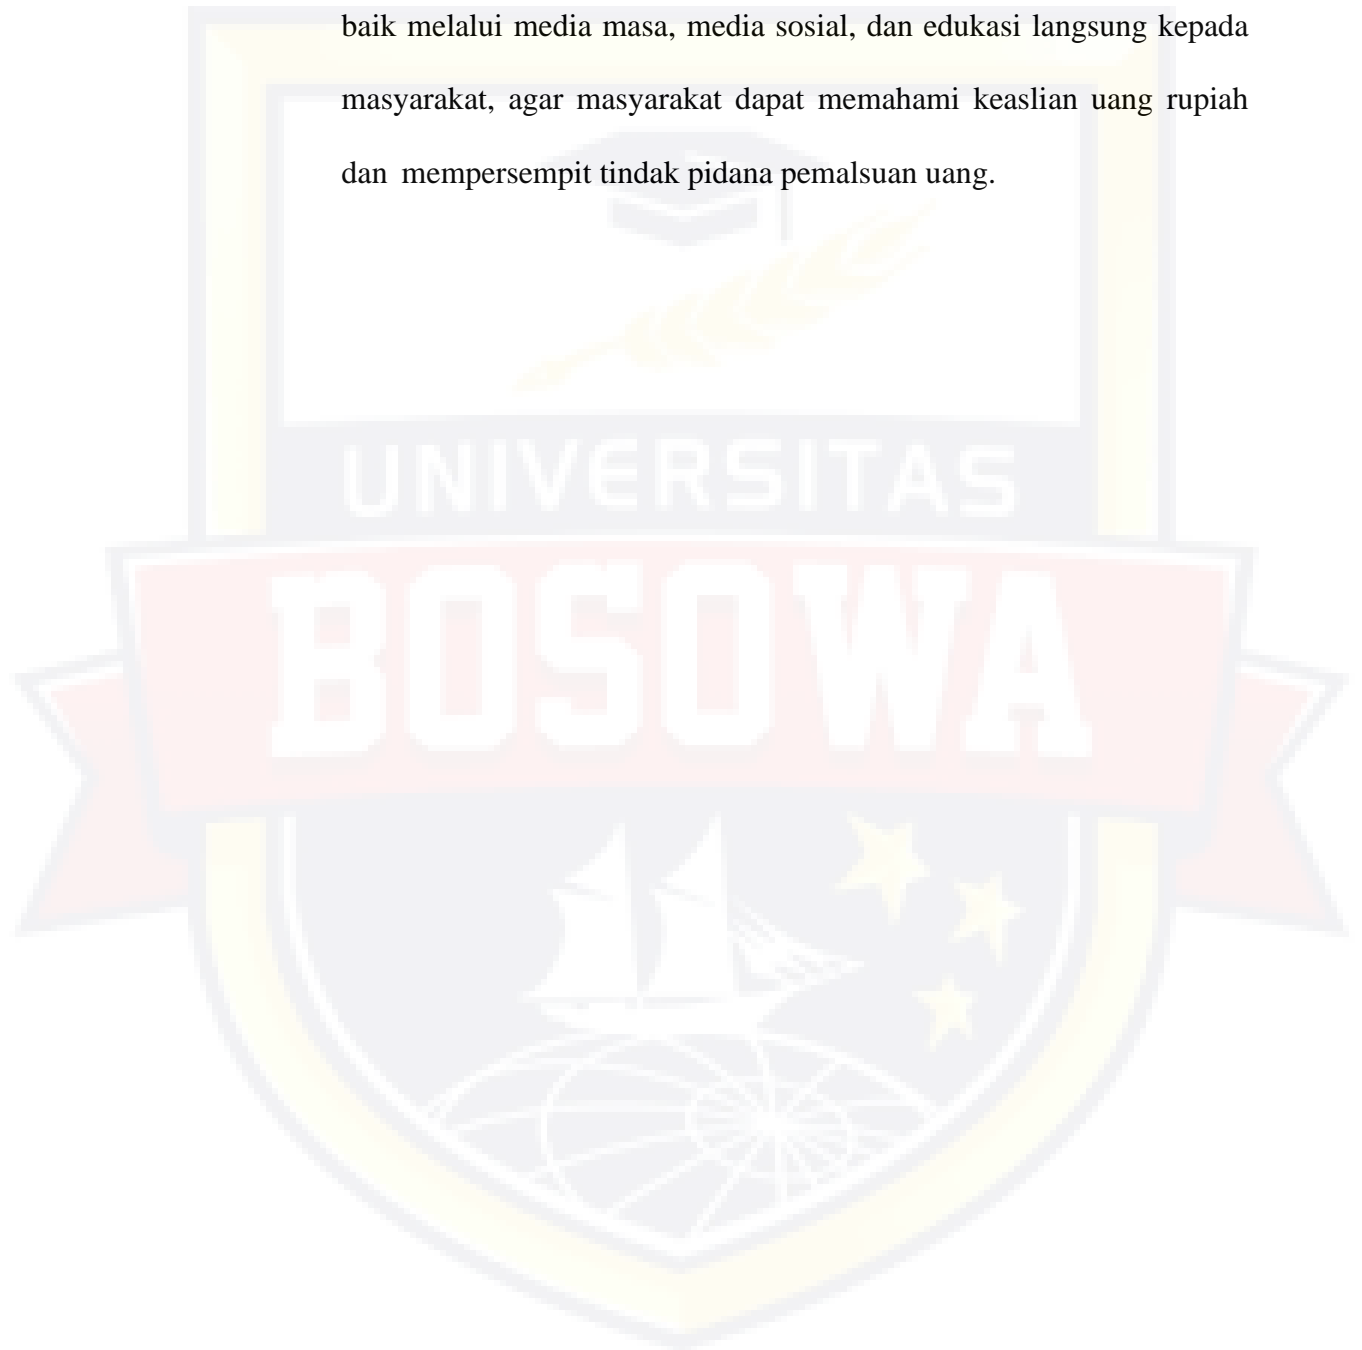 baik melalui media masa, media sosial, dan edukasi langsung kepada
masyarakat, agar masyarakat dapat memahami keaslian uang rupiah
dan mempersempit tindak pidana pemalsuan uang.
UNIVERSITAS
BOSOWA